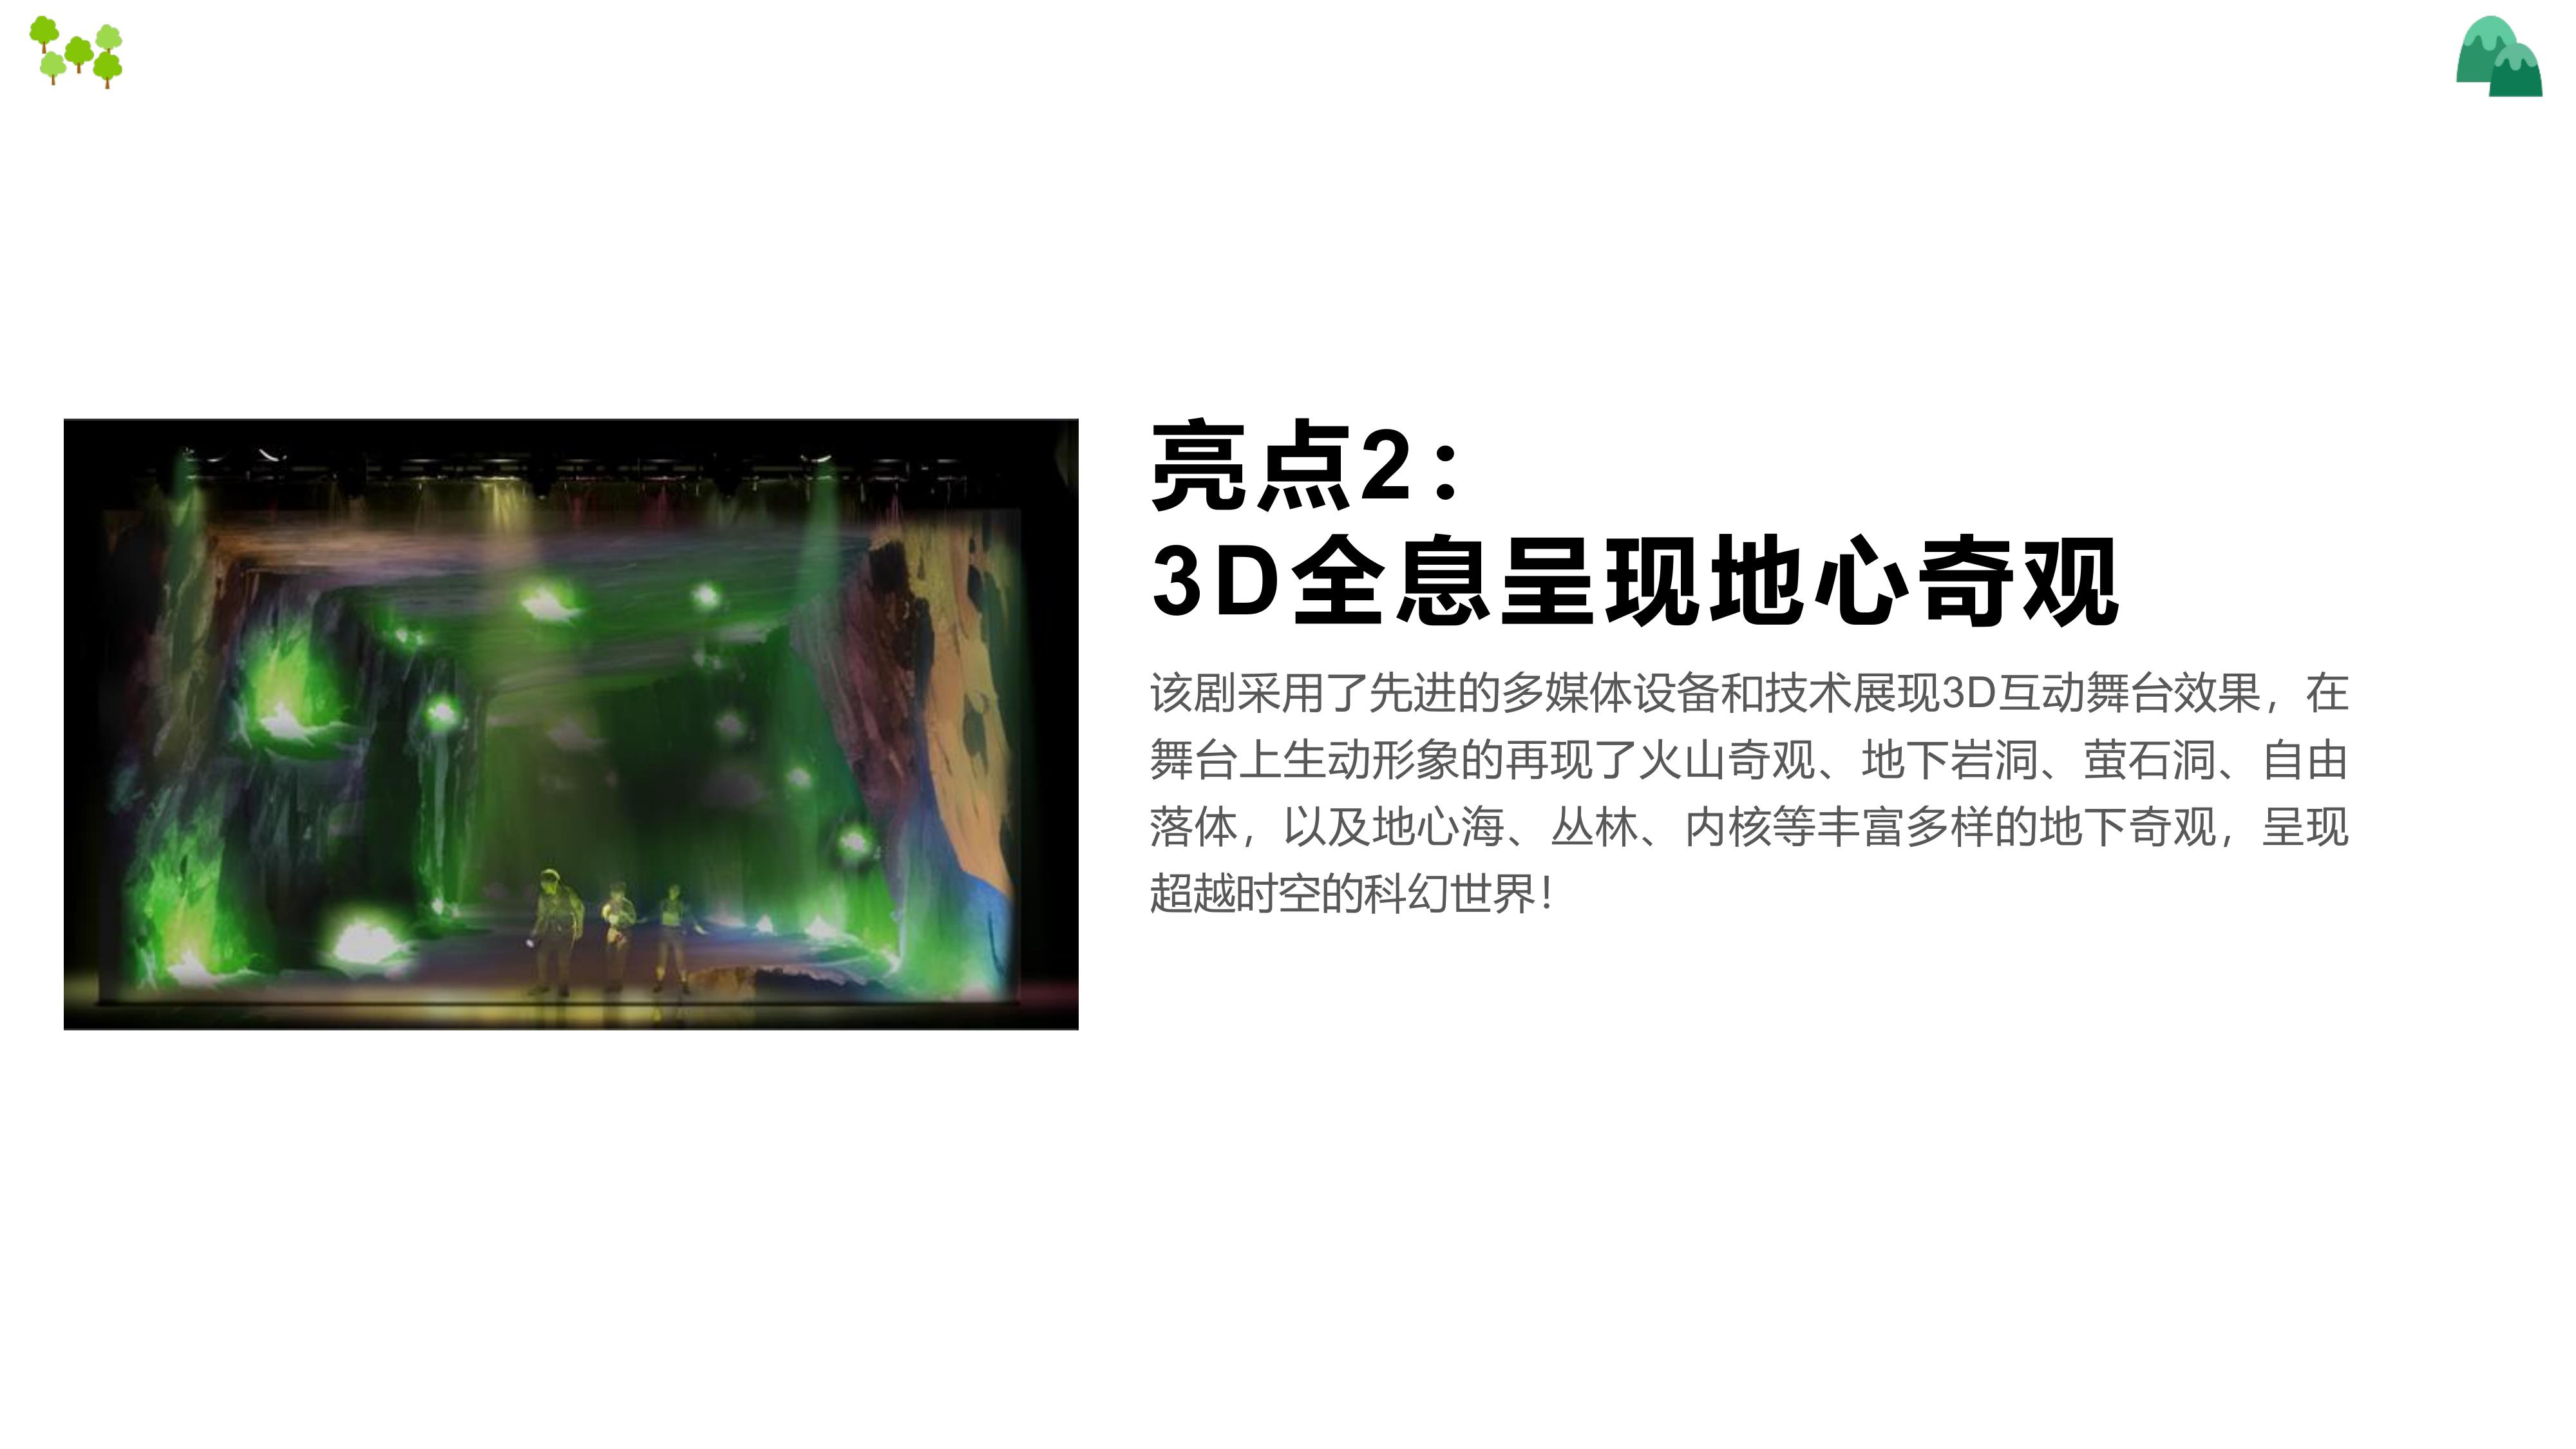 亮点2：
3D全息呈现地心奇观
该剧采用了先进的多媒体设备和技术展现3D互动舞台效果，在
舞台上生动形象的再现了火山奇观、地下岩洞、萤石洞、自由
落体，以及地心海、丛林、内核等丰富多样的地下奇观，呈现
超越时空的科幻世界！